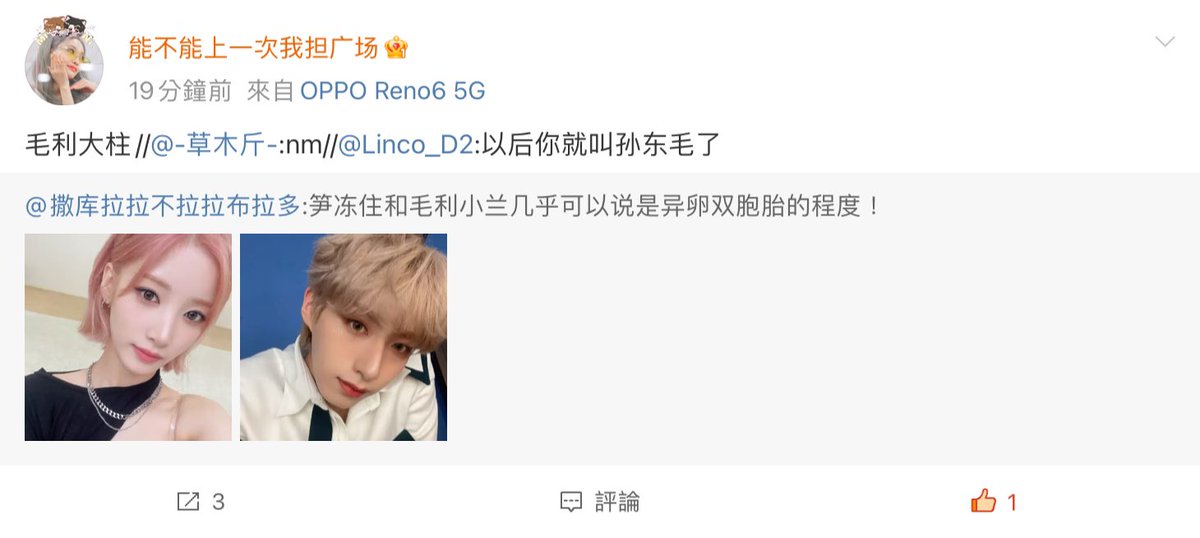 能不能上一次我担广场
19分鐘前 來自 OPPO Reno6 5G
毛利大柱//@-草木斤-:nm//@Linco_D2:以后你就叫孙东毛了
@撒库拉拉不拉拉布拉多:笋冻住和毛利小兰几乎可以说是异卵双胞胎的程度！
3
評論
1